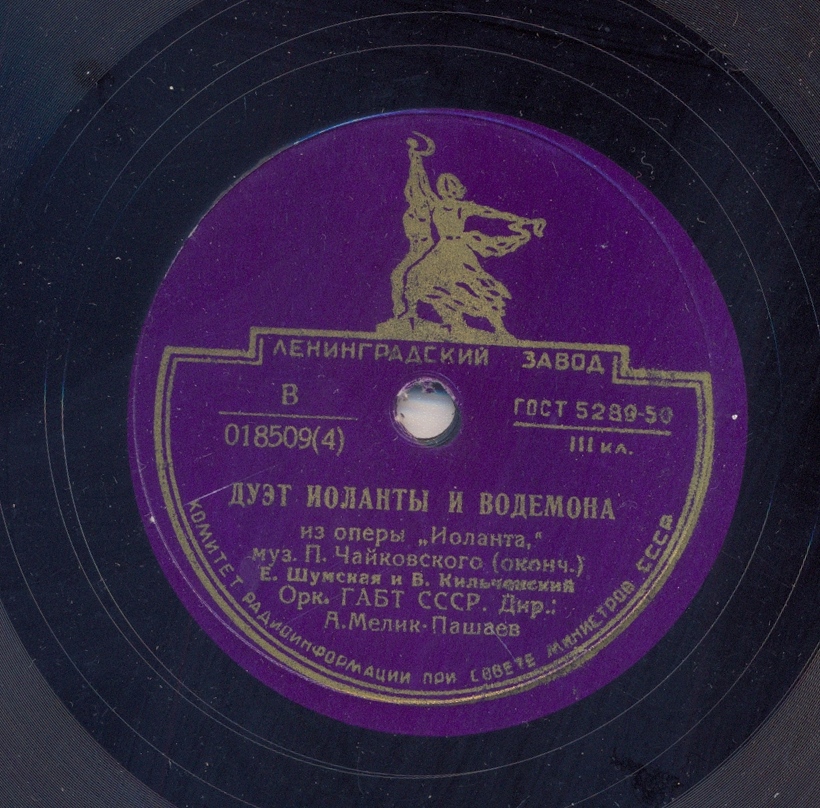 ЛЕНИНГРАДСКИЙ ЗАВОД
В
018509(4)
ГОСТ 5289-50
III кл.
ДУЭТ ИОЛАНТЫ И ВОДЕМОНА
из оперы „Иоланта,“
муз. П. Чайковского (оконч.)
Е. Шумская и В. Кильчевский
Орк. ГАБТ СССР. Дир.:
А.Мелик-Пашаев
КОМИТЕТ РАДИОИНФОРМАЦИИ ПРИ СОВЕТЕ МИНИСТРОВ СССР